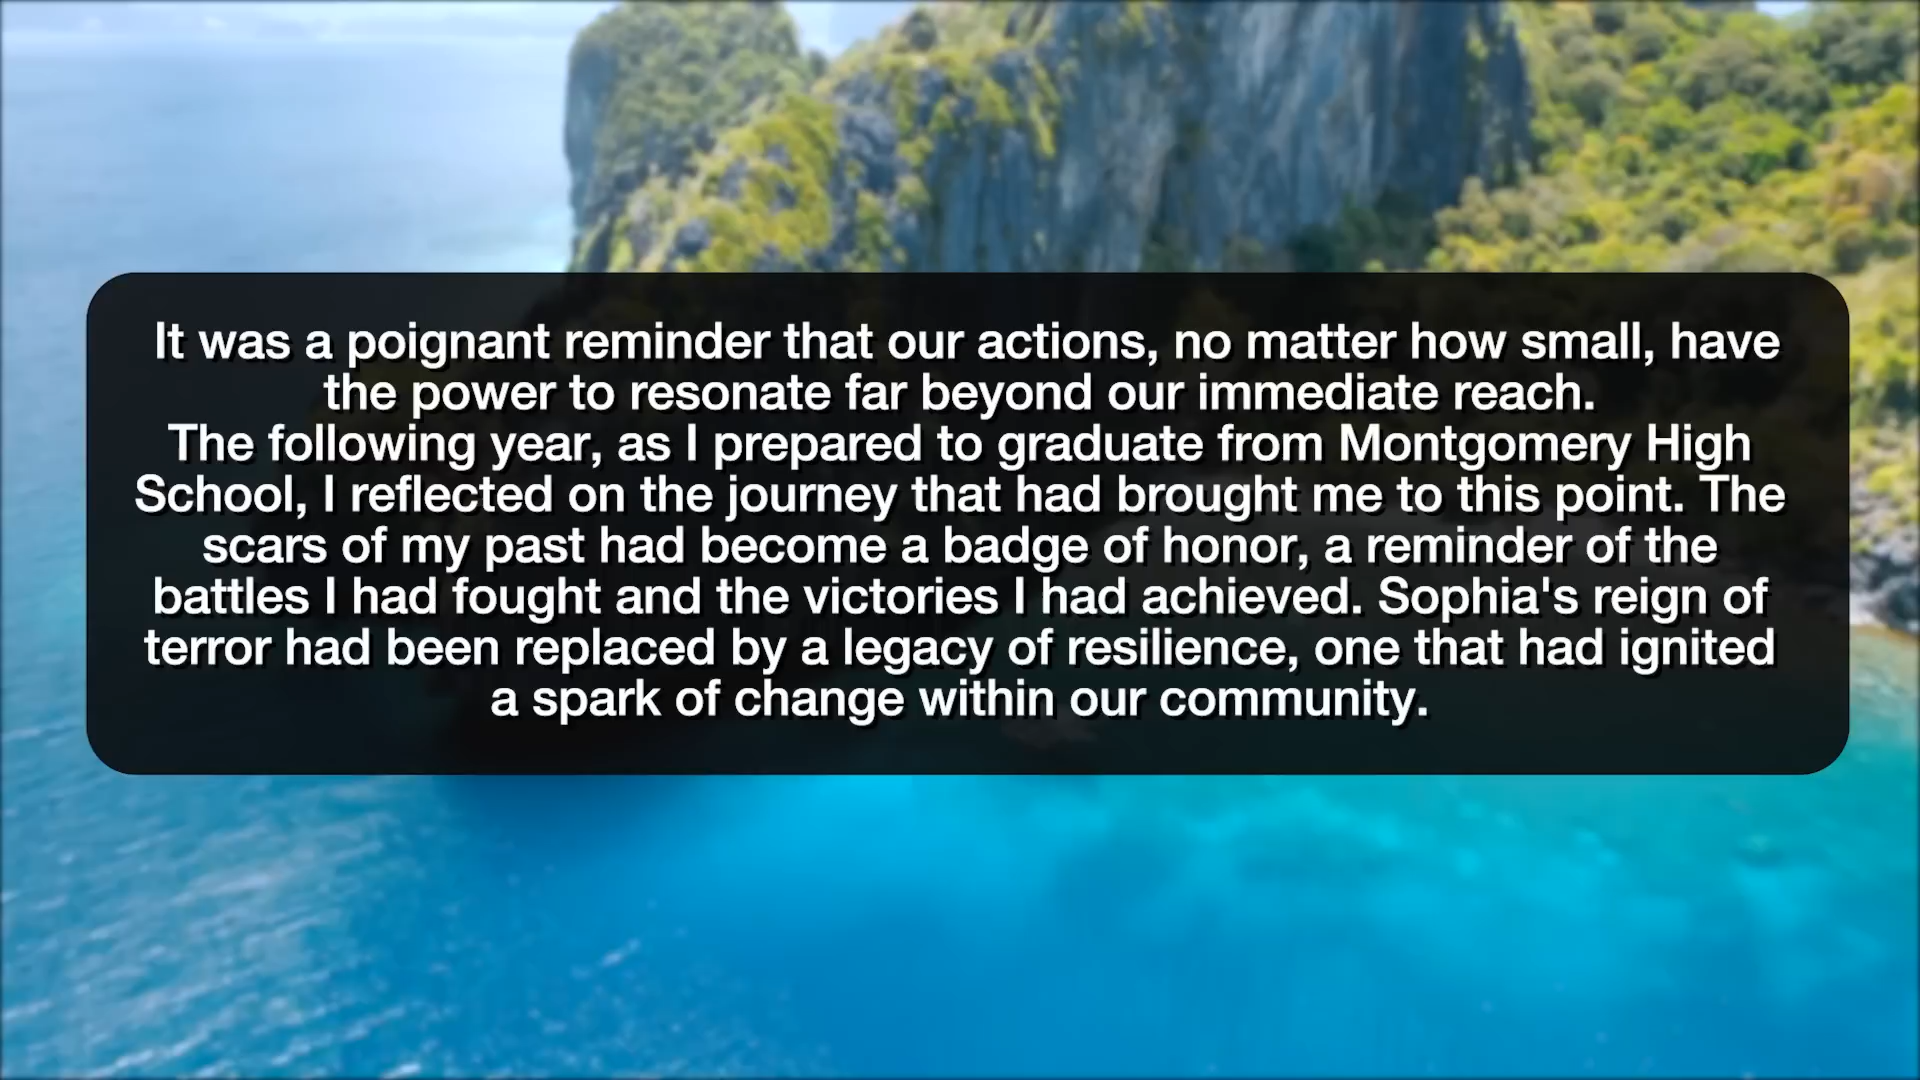 It was a poignant reminder that our actions, no matter how small, have
the power to resonate far beyond our immediate reach.
The following year, as I prepared to graduate from Montgomery High
School, I reflected on the journey that had brought me to this point. The
scars of my past had become a badge of honor, a reminder of the
battles I had fought and the victories I had achieved. Sophia's reign of
terror had been replaced by a legacy of resilience, one that had ignited
a spark of change within our community.